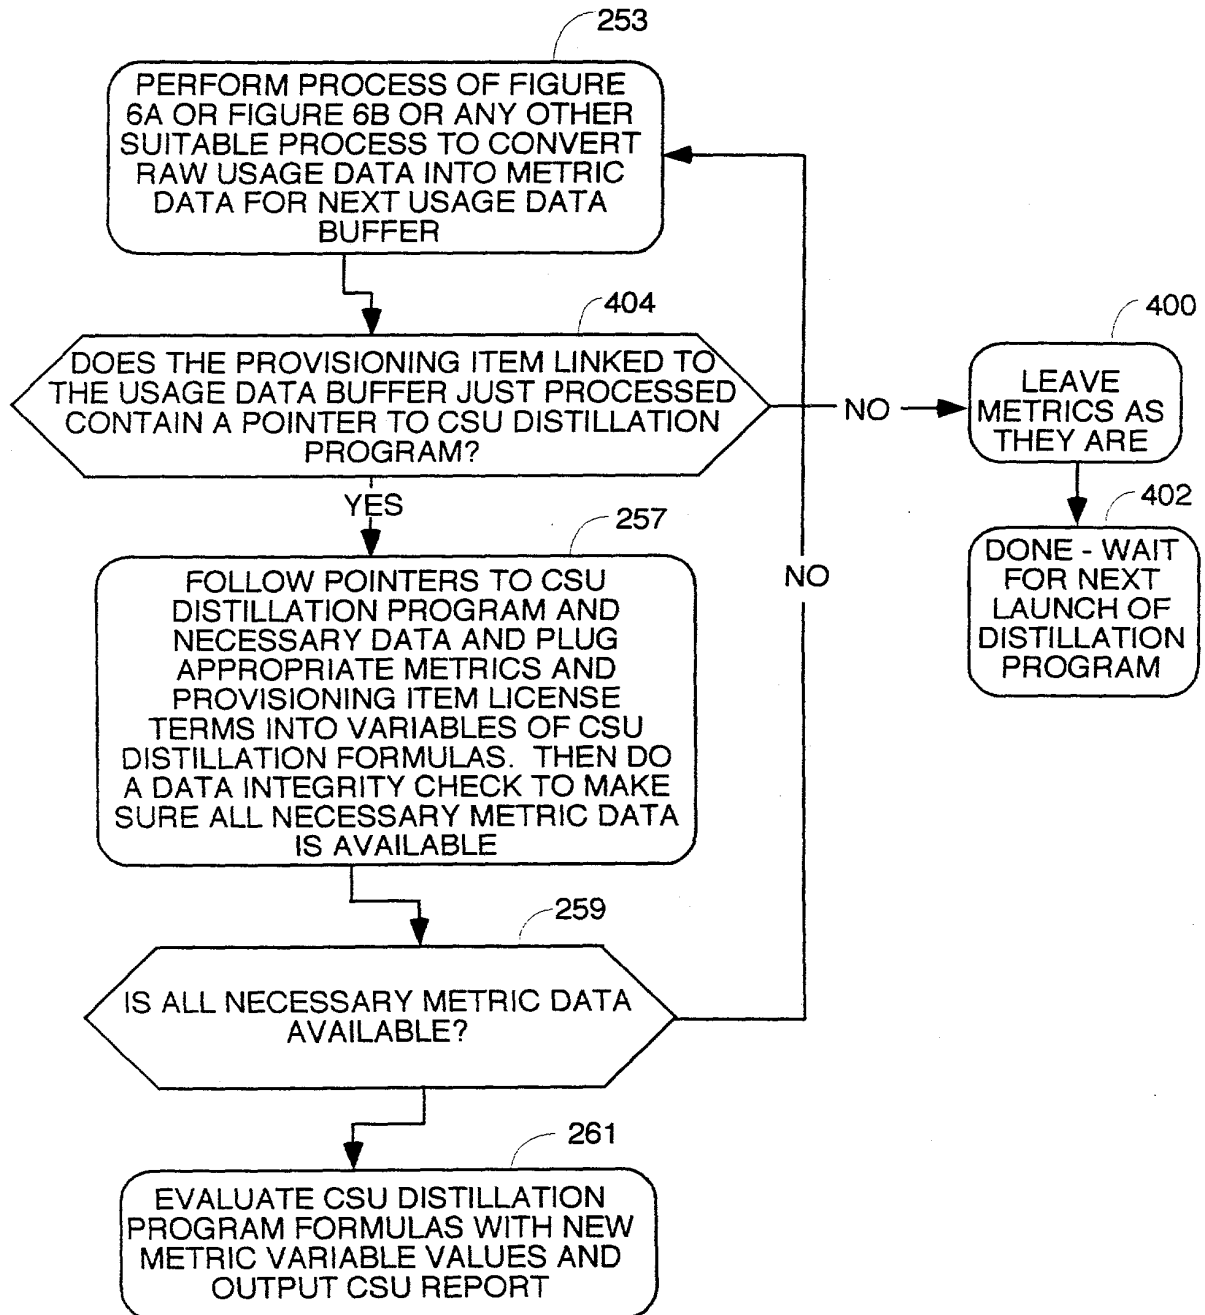 253
PERFORM PROCESS OF FIGURE
6A OR FIGURE 6B OR ANY OTHER
SUITABLE PROCESS TO CONVERT
RAW USAGE DATA INTO METRIC
DATA FOR NEXT USAGE DATA
BUFFER
404
DOES THE PROVISIONING ITEM LINKED TO
THE USAGE DATA BUFFER JUST PROCESSED
CONTAIN A POINTER TO CSU DISTILLATION
PROGRAM?
NO
400
LEAVE
METRICS AS
THEY ARE
402
DONE - WAIT
FOR NEXT
LAUNCH OF
DISTILLATION
PROGRAM
YES
257
FOLLOW POINTERS TO CSU
DISTILLATION PROGRAM AND
NECESSARY DATA AND PLUG
APPROPRIATE METRICS AND
PROVISIONING ITEM LICENSE
TERMS INTO VARIABLES OF CSU
DISTILLATION FORMULAS. THEN DO
A DATA INTEGRITY CHECK TO MAKE
SURE ALL NECESSARY METRIC DATA
IS AVAILABLE
NO
259
IS ALL NECESSARY METRIC DATA
AVAILABLE?
261
EVALUATE CSU DISTILLATION
PROGRAM FORMULAS WITH NEW
METRIC VARIABLE VALUES AND
OUTPUT CSU REPORT